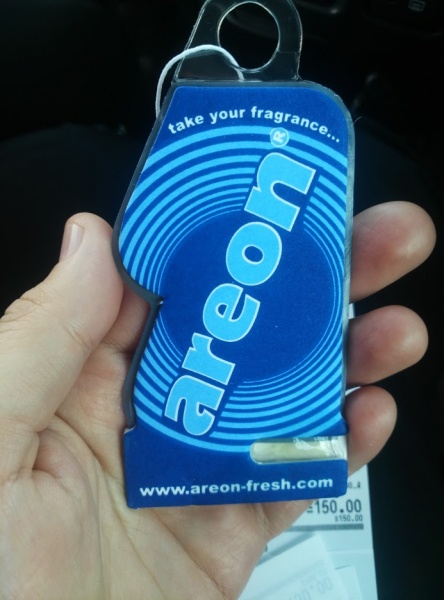 take your fragrance...
areon®
www.areon-fresh.com
=150.00
$150.00